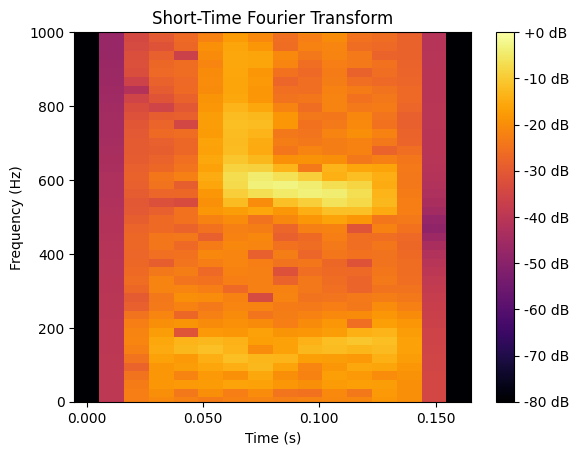 Short-Time Fourier Transform
1000
800
600
400
200
0
Frequency (Hz)
0.000
0.050
0.100
0.150
Time (s)
+0 dB
-10 dB
-20 dB
-30 dB
-40 dB
-50 dB
-60 dB
-70 dB
-80 dB